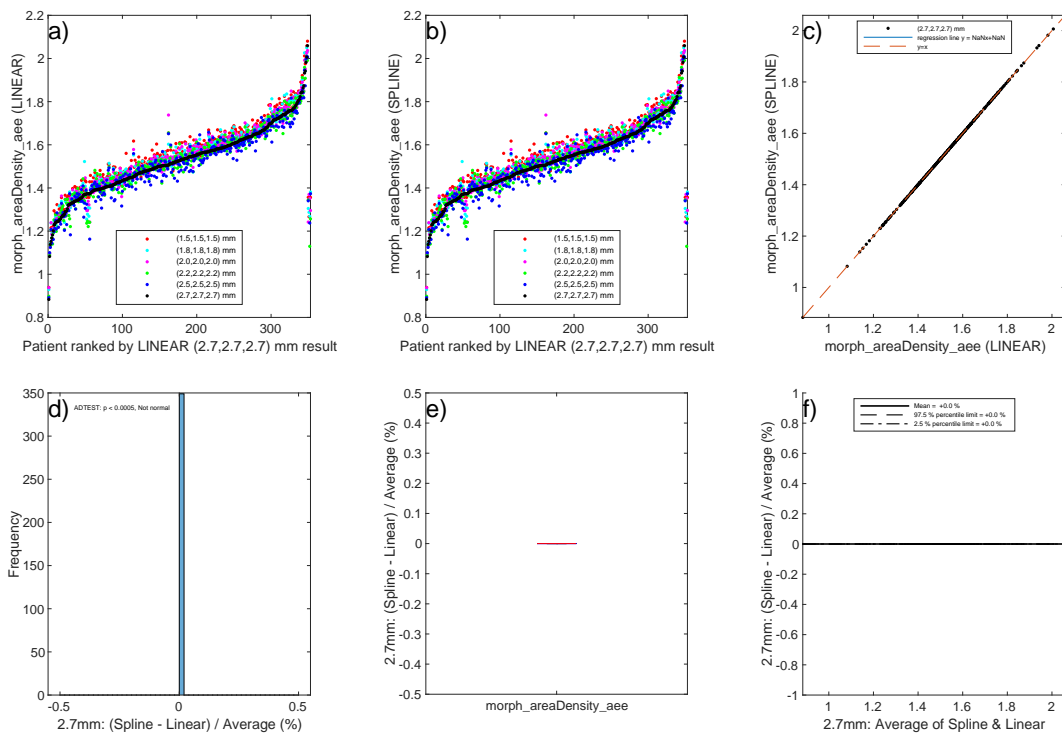 a)
morph_areaDensity_aee (LINEAR)
2.2
2
1.8
1.6
1.4
1.2
1
0.8
(1.5,1.5,1.5) mm
(1.8,1.8,1.8) mm
(2.0,2.0,2.0) mm
(2.2,2.2,2.2) mm
(2.5,2.5,2.5) mm
(2.7,2.7,2.7) mm
0 100 200 300
Patient ranked by LINEAR (2.7,2.7,2.7) mm result
b)
morph_areaDensity_aee (SPLINE)
2.2
2
1.8
1.6
1.4
1.2
1
0.8
(1.5,1.5,1.5) mm
(1.8,1.8,1.8) mm
(2.0,2.0,2.0) mm
(2.2,2.2,2.2) mm
(2.5,2.5,2.5) mm
(2.7,2.7,2.7) mm
0 100 200 300
Patient ranked by LINEAR (2.7,2.7,2.7) mm result
c)
morph_areaDensity_aee (SPLINE)
(2.7,2.7,2.7) mm
regression line y = NaNx+NaN
y=x
2
1.8
1.6
1.4
1.2
1
1 1.2 1.4 1.6 1.8 2
morph_areaDensity_aee (LINEAR)
d)
ADTEST: p < 0.0005, Not normal
Frequency
350
300
250
200
150
100
50
0
-0.5 0 0.5
2.7mm: (Spline - Linear) / Average (%)
e)
2.7mm: (Spline - Linear) / Average (%)
0.5
0.4
0.3
0.2
0.1
0
-0.1
-0.2
-0.3
-0.4
-0.5
morph_areaDensity_aee
f)
2.7mm: (Spline - Linear) / Average (%)
Mean = +0.0 %
97.5 % percentile limit = +0.0 %
2.5 % percentile limit = +0.0 %
1
0.8
0.6
0.4
0.2
0
-0.2
-0.4
-0.6
-0.8
-1
1 1.2 1.4 1.6 1.8 2
2.7mm: Average of Spline & Linear